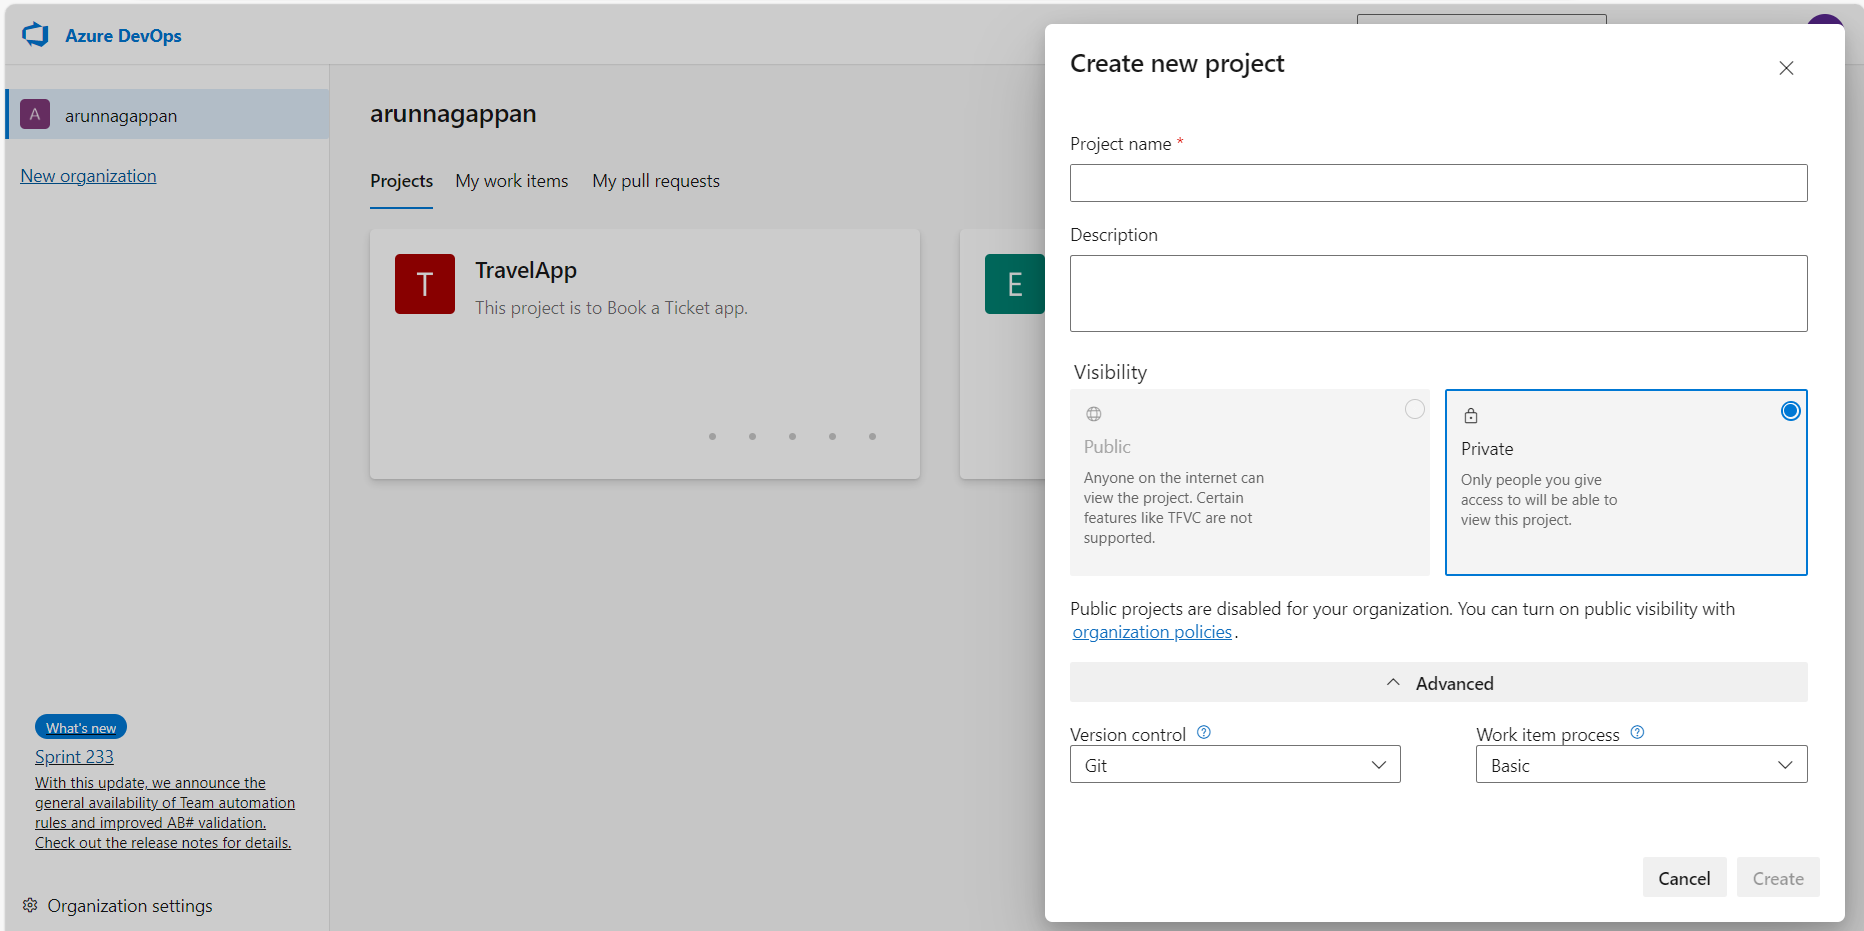 Azure DevOps
A
arunnagappan
New organization
What's new
Sprint 233
With this update, we announce the
general availability of Team automation
rules and improved AB# validation.
Check out the release notes for details.
Organization settings
arunnagappan
Projects
My work items
My pull requests
T
TravelApp
This project is to Book a Ticket app.
E
Create new project
Project name *
Description
Visibility
Public
Anyone on the internet can
view the project. Certain
features like TFVC are not
supported.
Private
Only people you give
access to will be able to
view this project.
Public projects are disabled for your organization. You can turn on public visibility with
organization policies.
Advanced
Version control
Git
Work item process
Basic
Cancel
Create